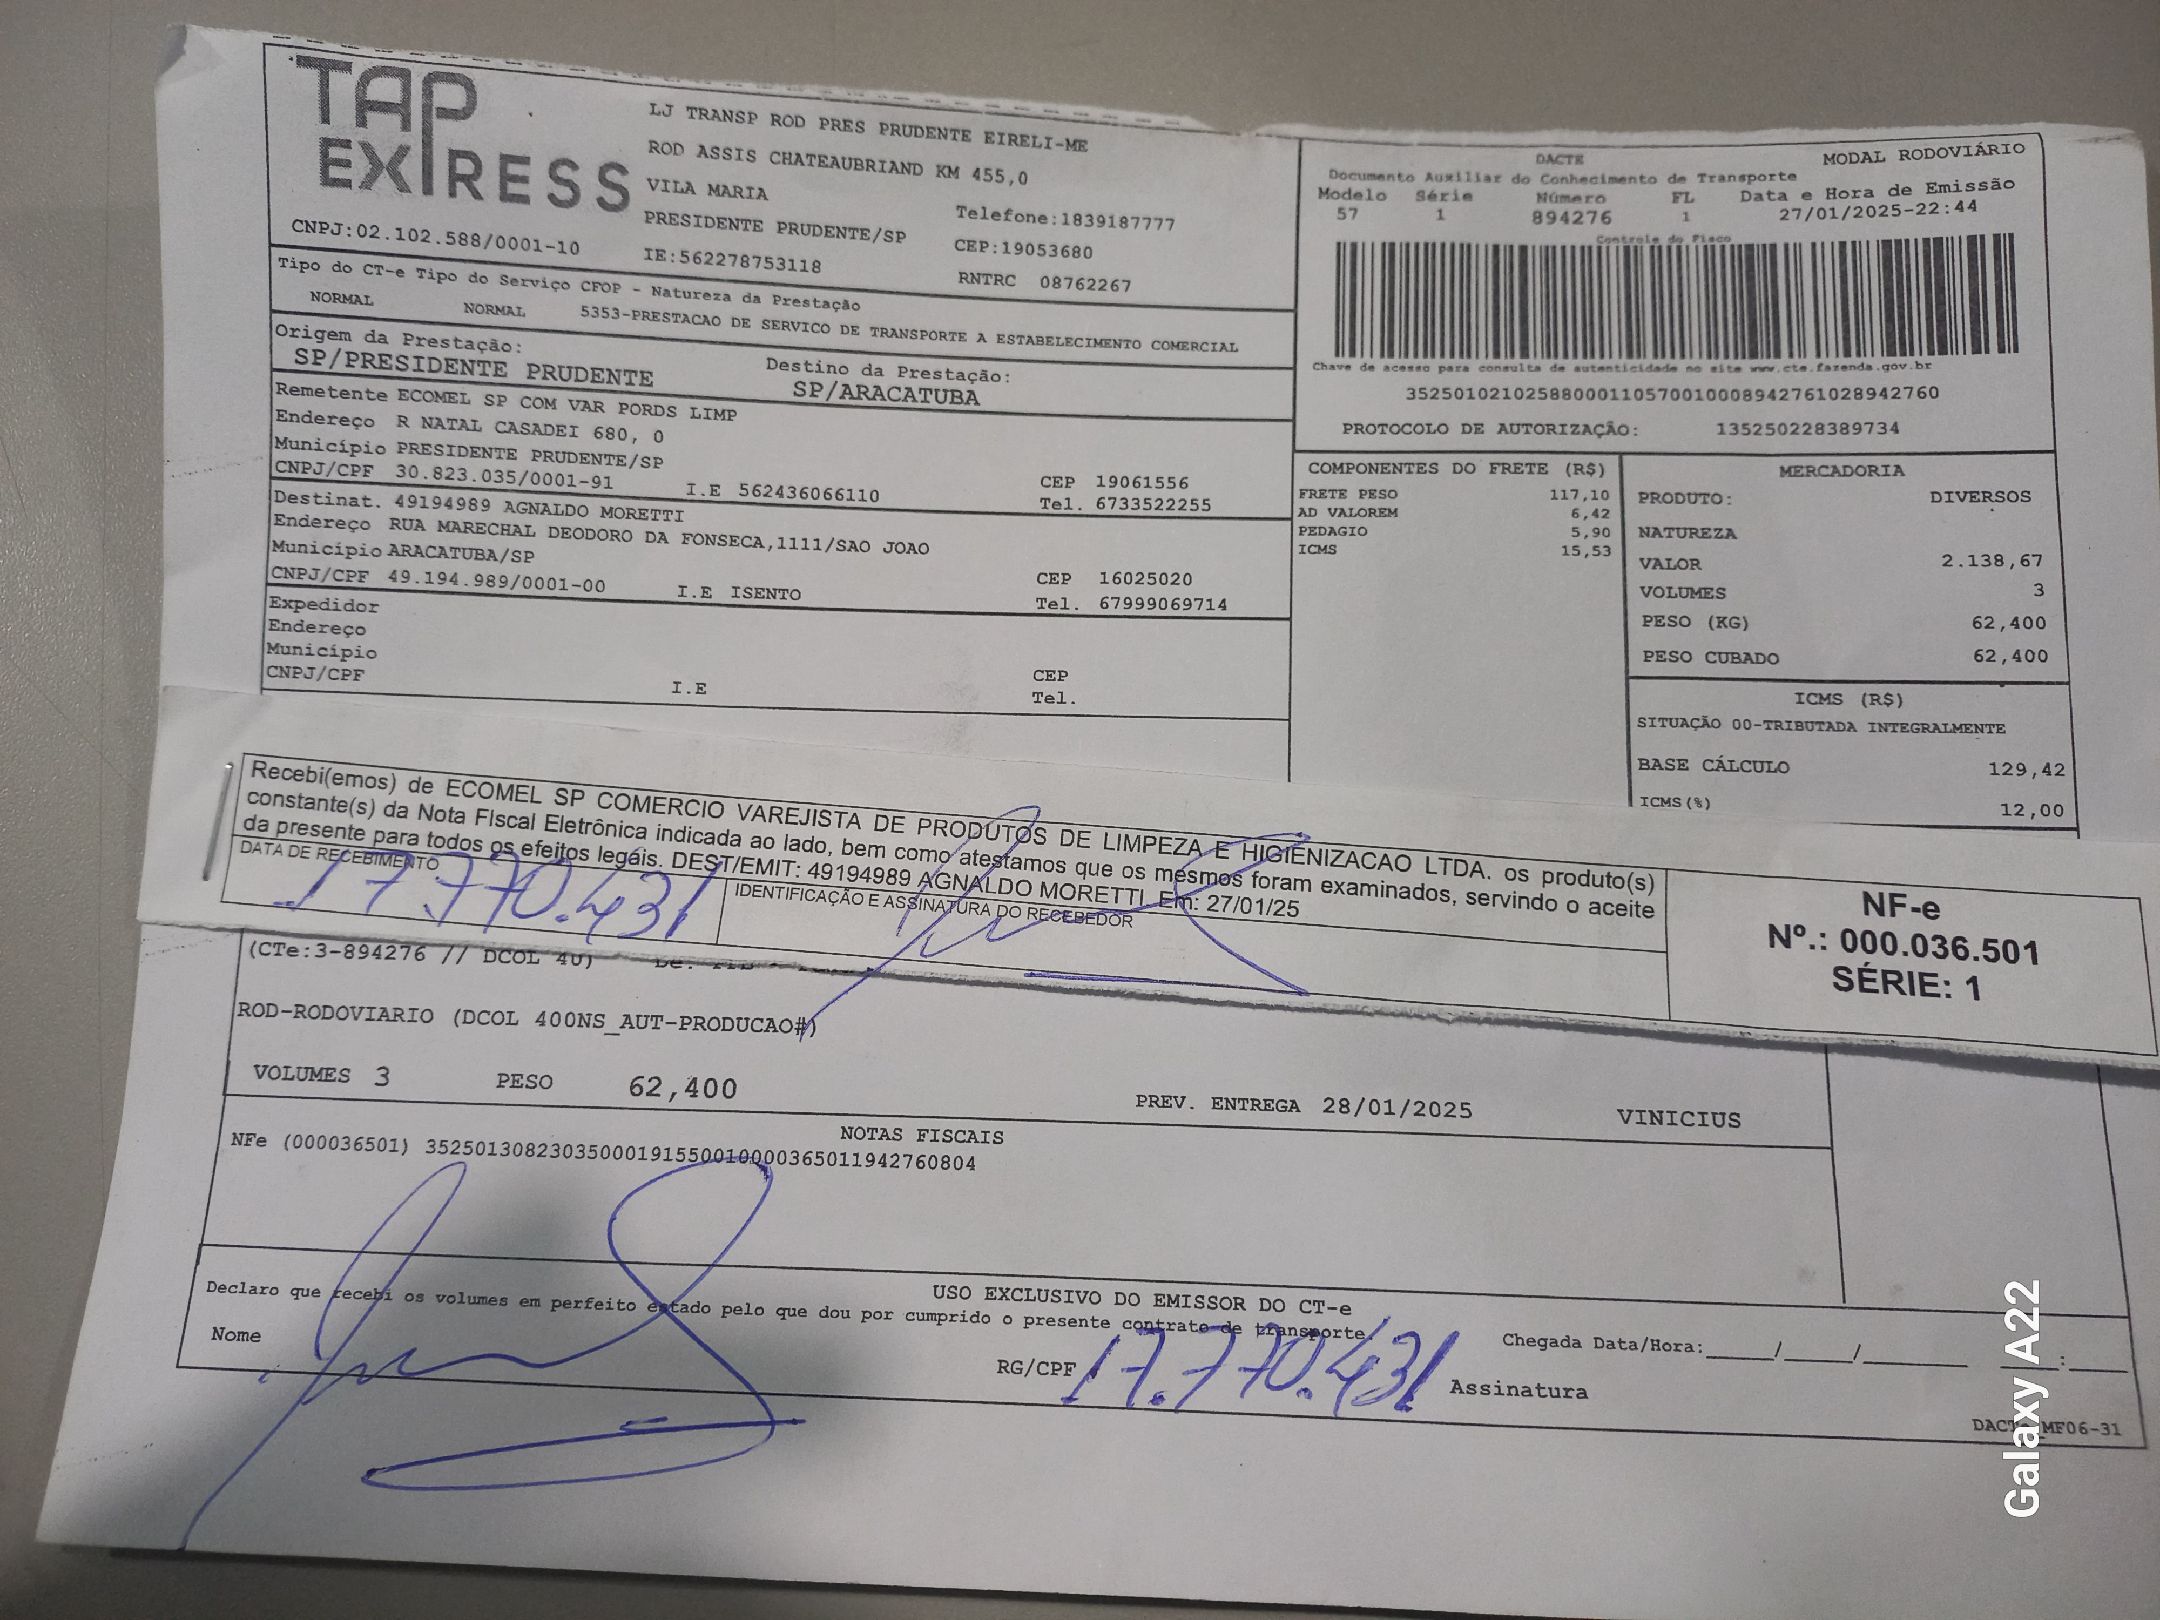 TAP
EXPRESS
LJ TRANSP ROD PRES PRUDENTE EIRELI-ME
ROD ASSIS CHATEAUBRIAND KM 455,0
VILA MARIA
PRESIDENTE PRUDENTE/SP
Telefone:1839187777
CEP:19053680
CNPJ:02.102.588/0001-10
IE:562278753118
RNTRC 08762267
Tipo do CT-e Tipo do Serviço CFOP - Natureza da Prestação
NORMAL NORMAL 5353-PRESTACAO DE SERVICO DE TRANSPORTE A ESTABELECIMENTO COMERCIAL
Origem da Prestação:
SP/PRESIDENTE PRUDENTE
Destino da Prestação:
SP/ARACATUBA
Remetente ECOMEL SP COM VAR PORDS LIMP
Endereço R NATAL CASADEI 680, 0
Município PRESIDENTE PRUDENTE/SP
CNPJ/CPF 30.823.035/0001-91 I.E 562436066110
CEP 19061556
Tel. 6733522255
Destinat. 49194989 AGNALDO MORETTI
Endereço RUA MARECHAL DEODORO DA FONSECA,1111/SAO JOAO
Município ARACATUBA/SP
CNPJ/CPF 49.194.989/0001-00 I.E ISENTO
CEP 16025020
Tel. 67999069714
Expedidor
Endereço
Município
CNPJ/CPF I.E
CEP
Tel.
DACTE MODAL RODOVIÁRIO
Documento Auxiliar do Conhecimento de Transporte
Modelo Série Número FL Data e Hora de Emissão
57 1 894276 1 27/01/2025-22:44
Controle do Fisco
Chave de acesso para consulta de autenticidade no site www.cte.fazenda.gov.br
35250102102588000110570010008942761028942760
PROTOCOLO DE AUTORIZAÇÃO: 135250228389734
COMPONENTES DO FRETE (R$)
FRETE PESO 117,10
AD VALOREM 6,42
PEDAGIO 5,90
ICMS 15,53
MERCADORIA
PRODUTO: DIVERSOS
NATUREZA
VALOR 2.138,67
VOLUMES 3
PESO (KG) 62,400
PESO CUBADO 62,400
ICMS (R$)
SITUAÇÃO 00-TRIBUTADA INTEGRALMENTE
BASE CÁLCULO 129,42
ICMS(%) 12,00
Recebi(emos) de ECOMEL SP COMERCIO VAREJISTA DE PRODUTOS DE LIMPEZA E HIGIENIZACAO LTDA. os produto(s)
constante(s) da Nota FIscal Eletrônica indicada ao lado, bem como atestamos que os mesmos foram examinados, servindo o aceite
da presente para todos os efeitos legais. DEST/EMIT: 49194989 AGNALDO MORETTI, Em: 27/01/25
DATA DE RECEBIMENTO
17.770.431
IDENTIFICAÇÃO E ASSINATURA DO RECEBEDOR
NF-e
Nº.: 000.036.501
SÉRIE: 1
(CTe:3-894276 // DCOL 40)
ROD-RODOVIARIO (DCOL 400NS_AUT-PRODUCAO#)
VOLUMES 3 PESO 62,400
PREV. ENTREGA 28/01/2025 VINICIUS
NOTAS FISCAIS
NFe (000036501) 35250130823035000191550010000365011942760804
USO EXCLUSIVO DO EMISSOR DO CT-e
Declaro que recebi os volumes em perfeito estado pelo que dou por cumprido o presente contrato de transporte.
Nome
RG/CPF 17.770.431
Assinatura
Chegada Data/Hora:_____/_____/________ ____:____
MF06-31
Galaxy A22